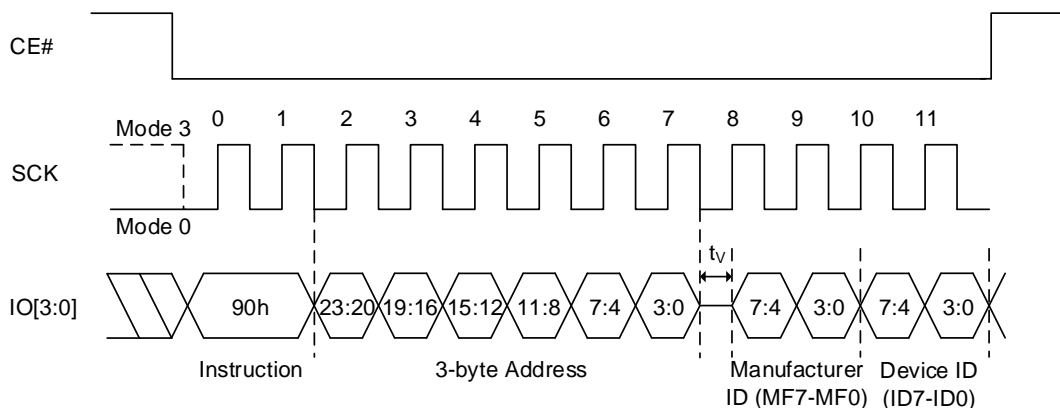 CE#
0 1 2 3 4 5 6 7 8 9 10 11
Mode 3
SCK
Mode 0
tV
IO[3:0] 90h 23:20 19:16 15:12 11:8 7:4 3:0 7:4 3:0 7:4 3:0
Instruction 3-byte Address Manufacturer Device ID
ID (MF7-MF0) (ID7-ID0)